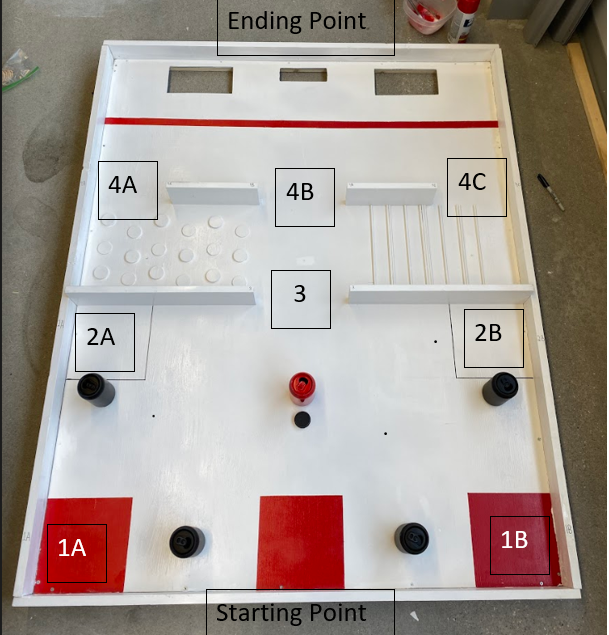 Ending Point
4A
4B
4C
3
2A
2B
1A
1B
Starting Point